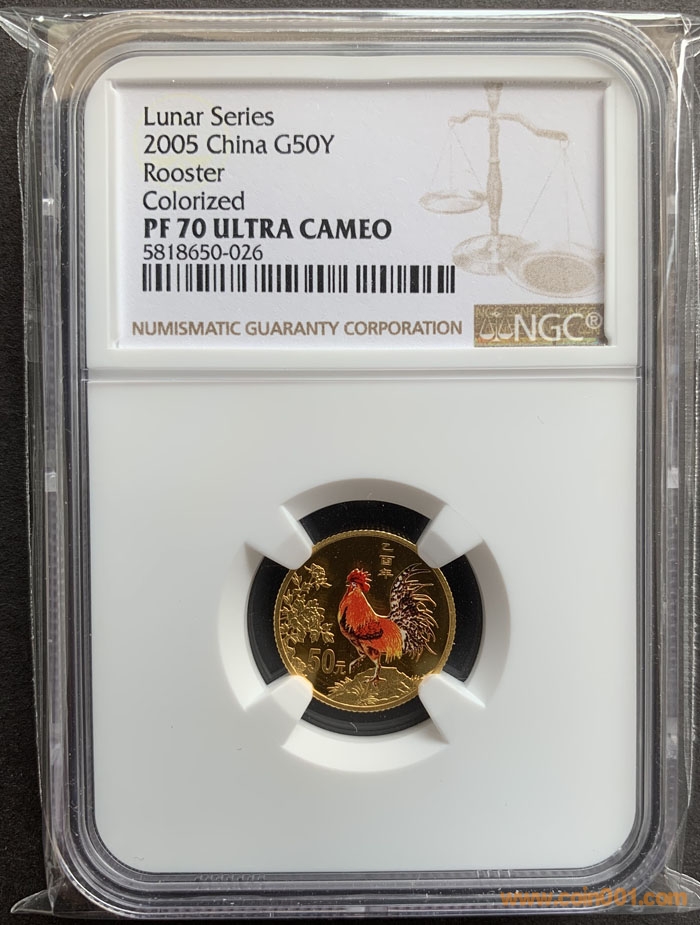 Lunar Series
2005 China G50Y
Rooster
Colorized
PF 70 ULTRA CAMEO
5818650-026
NUMISMATIC GUARANTY CORPORATION
NGC®
乙酉年
50元
www.coin001.com